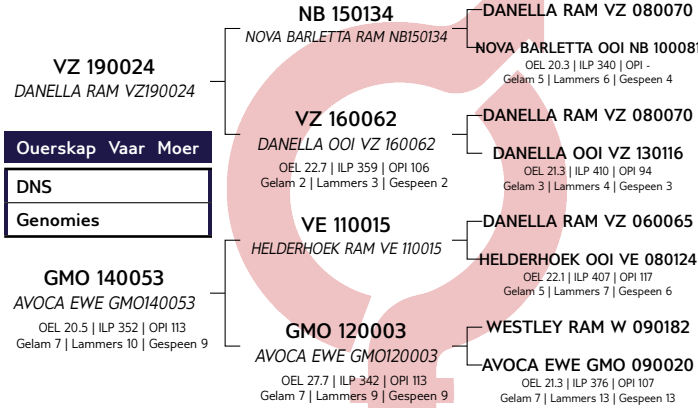 VZ 190024
DANELLA RAM VZ190024
Ouerskap Vaar Moer
DNS
Genomies
GMO 140053
AVOCA EWE GMO140053
OEL 20.5 | ILP 352 | OPI 113
Gelam 7 | Lammers 10 | Gespeen 9
NB 150134
NOVA BARLETTA RAM NB150134
VZ 160062
DANELLA OOI VZ 160062
OEL 22.7 | ILP 359 | OPI 106
Gelam 2 | Lammers 3 | Gespeen 2
VE 110015
HELDERHOEK RAM VE 110015
GMO 120003
AVOCA EWE GMO120003
OEL 27.7 | ILP 342 | OPI 113
Gelam 7 | Lammers 9 | Gespeen 9
DANELLA RAM VZ 080070
NOVA BARLETTA OOI NB 100081
OEL 20.3 | ILP 340 | OPI -
Gelam 5 | Lammers 6 | Gespeen 4
DANELLA RAM VZ 080070
DANELLA OOI VZ 130116
OEL 21.3 | ILP 410 | OPI 94
Gelam 3 | Lammers 4 | Gespeen 3
DANELLA RAM VZ 060065
HELDERHOEK OOI VE 080124
OEL 22.1 | ILP 407 | OPI 117
Gelam 5 | Lammers 7 | Gespeen 6
WESTLEY RAM W 090182
AVOCA EWE GMO 090020
OEL 21.3 | ILP 376 | OPI 107
Gelam 7 | Lammers 13 | Gespeen 13